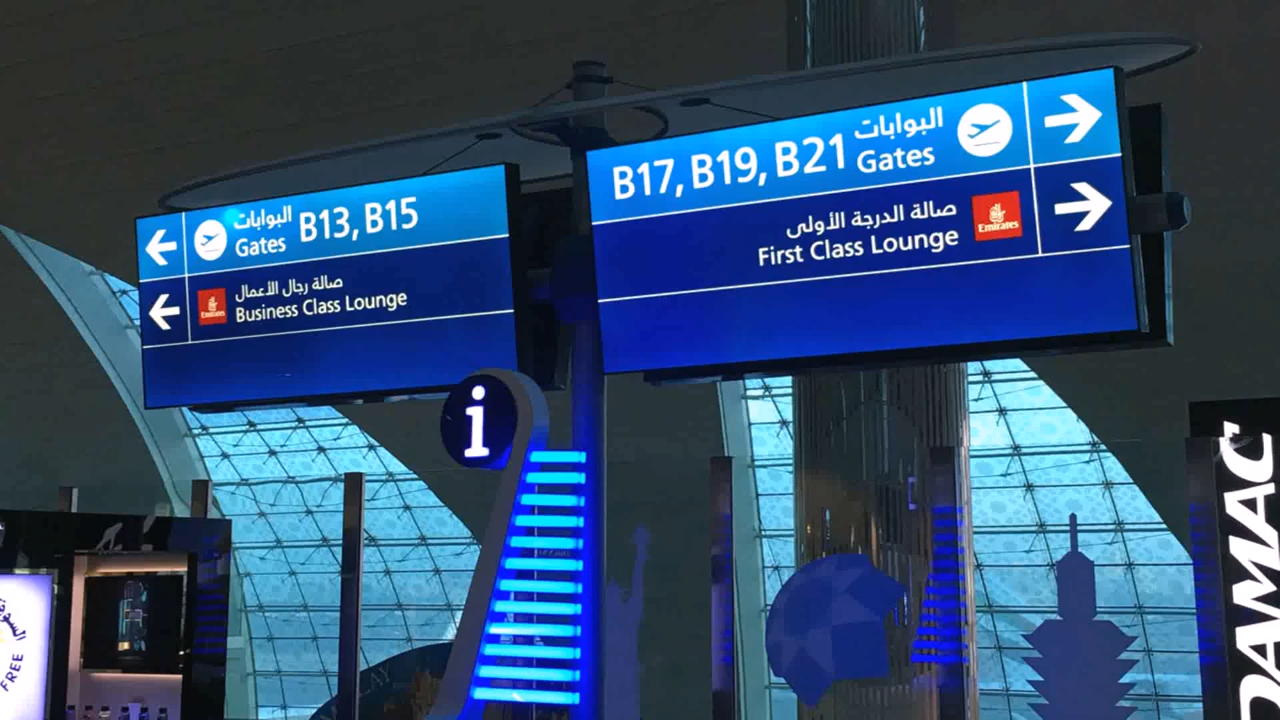 البوابات
Gates B13, B15
Emirates
صالة رجال الأعمال
Business Class Lounge
B17, B19, B21 البوابات
Gates
صالة الدرجة الأولى
First Class Lounge
Emirates
i
DAMAC
FREE